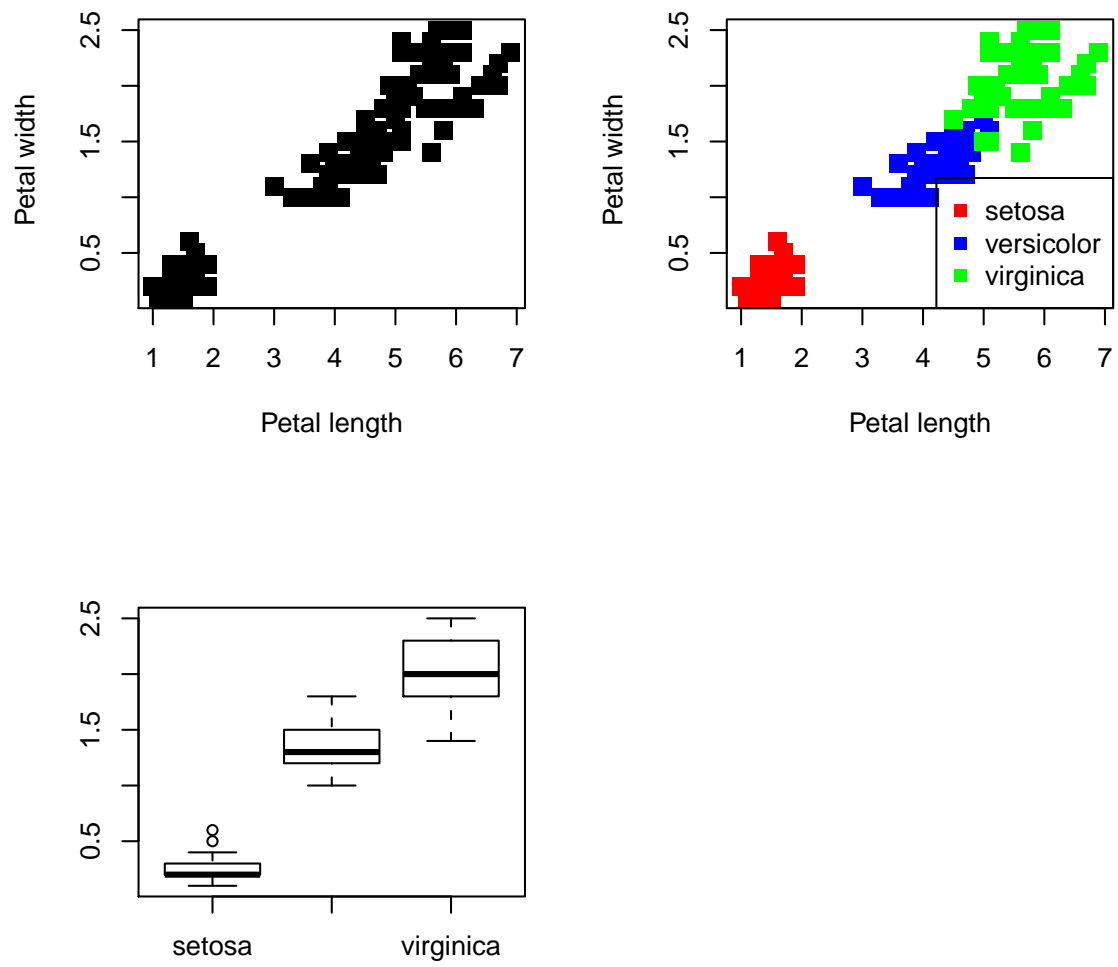 Petal width
2.5
1.5
0.5
1 2 3 4 5 6 7
Petal length
Petal width
2.5
1.5
0.5
setosa
versicolor
virginica
1 2 3 4 5 6 7
Petal length
2.5
1.5
0.5
setosa virginica